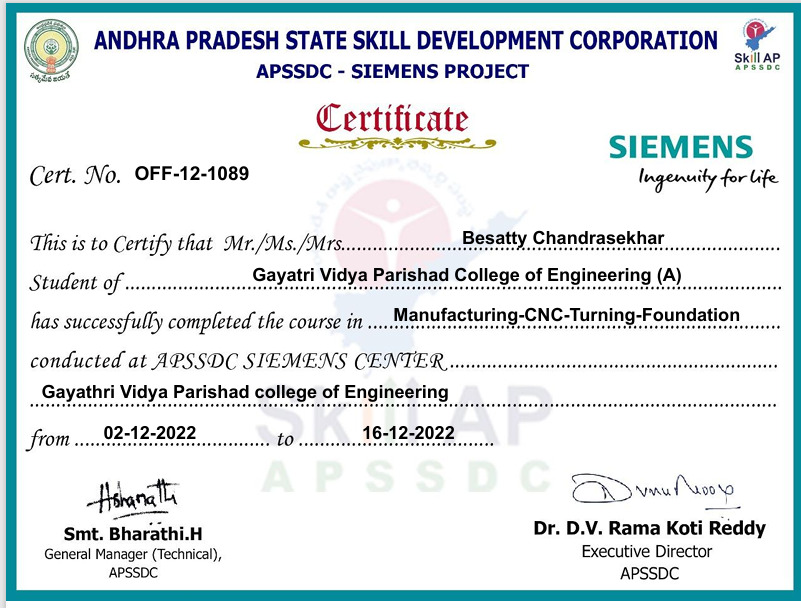 ANDHRA PRADESH STATE SKILL DEVELOPMENT CORPORATION
APSSDC - SIEMENS PROJECT
సత్యమేవ జయతే
Skill AP
APSSDC
Certificate
SIEMENS
Ingenuity for life
Cert. No. OFF-12-1089
This is to Certify that Mr./Ms./Mrs. Besatty Chandrasekhar
Student of Gayatri Vidya Parishad College of Engineering (A)
has successfully completed the course in Manufacturing-CNC-Turning-Foundation
conducted at APSSDC SIEMENS CENTER
Gayathri Vidya Parishad college of Engineering
from 02-12-2022 to 16-12-2022
Skill AP
APSSDC
Smt. Bharathi.H
General Manager (Technical),
APSSDC
Dr. D.V. Rama Koti Reddy
Executive Director
APSSDC